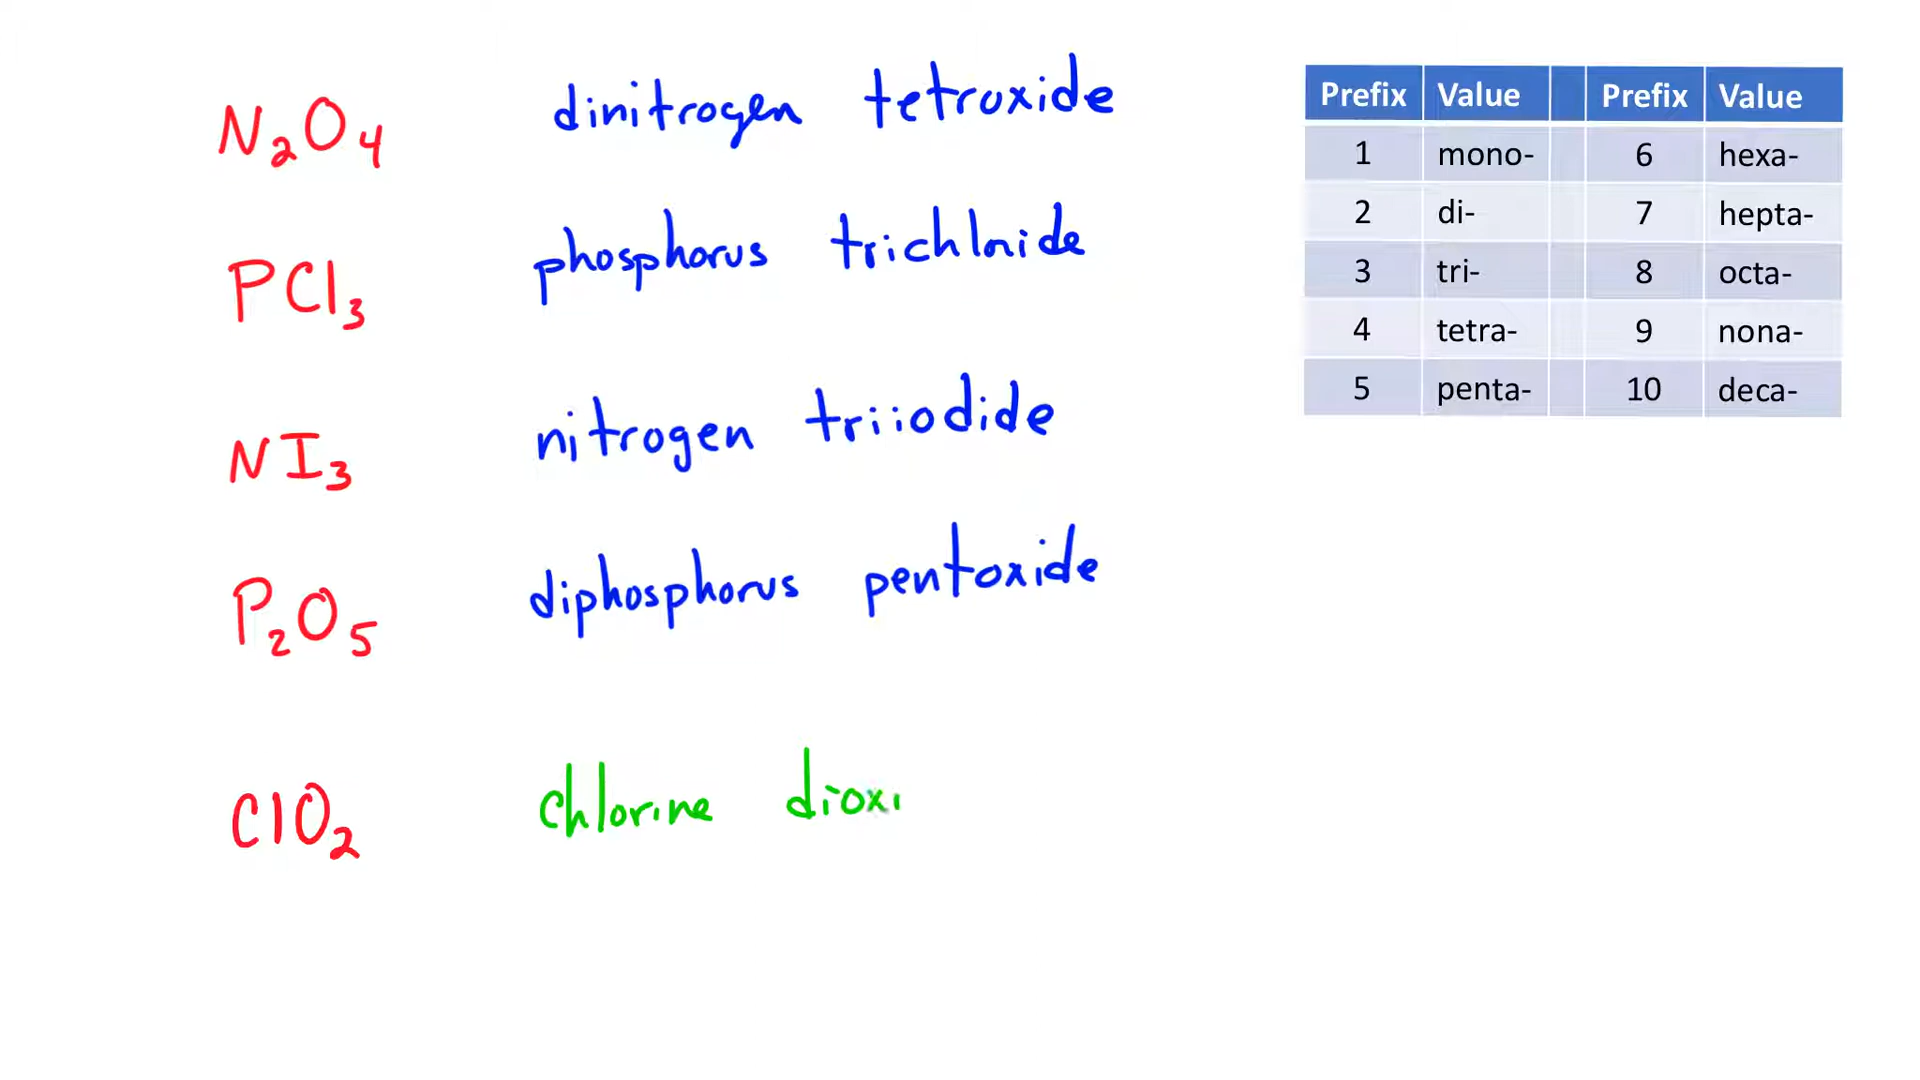 N₂O₄ dinitrogen tetroxide
PCl₃ phosphorus trichloride
NI₃ nitrogen triiodide
P₂O₅ diphosphorus pentoxide
ClO₂ chlorine dioxi
Prefix Value Prefix Value
1 mono- 6 hexa-
2 di- 7 hepta-
3 tri- 8 octa-
4 tetra- 9 nona-
5 penta- 10 deca-